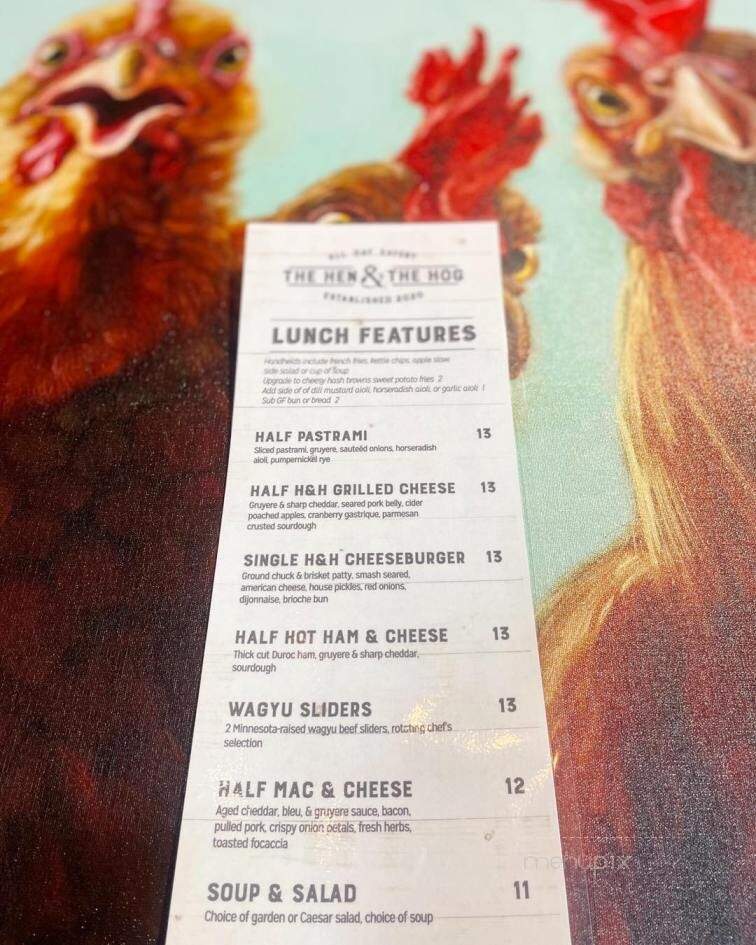 ALL DAY EATERY
THE HEN & THE HOG
ESTABLISHED 2020
LUNCH FEATURES
Handhelds include french fries, kettle chips, apple slaw
side salad or cup of soup
Upgrade to cheesy hash browns sweet potato fries 2
Add side of of dill mustard aioli, horseradish aioli, or garlic aioli 1
Sub GF bun or bread 2
HALF PASTRAMI 13
Sliced pastrami, gruyere, sauteéd onions, horseradish
aioli, pumpernickel rye
HALF H&H GRILLED CHEESE 13
Gruyere & sharp cheddar, seared pork belly, cider
poached apples, cranberry gastrique, parmesan
crusted sourdough
SINGLE H&H CHEESEBURGER 13
Ground chuck & brisket patty, smash seared,
american cheese, house pickles, red onions,
dijonnaise, brioche bun
HALF HOT HAM & CHEESE 13
Thick cut Duroc ham, gruyere & sharp cheddar,
sourdough
WAGYU SLIDERS 13
2 Minnesota-raised wagyu beef sliders, rotating chef's
selection
HALF MAC & CHEESE 12
Aged cheddar, bleu, & gruyere sauce, bacon,
pulled pork, crispy onion petals, fresh herbs,
toasted focaccia
SOUP & SALAD 11
Choice of garden or Caesar salad, choice of soup
menupix